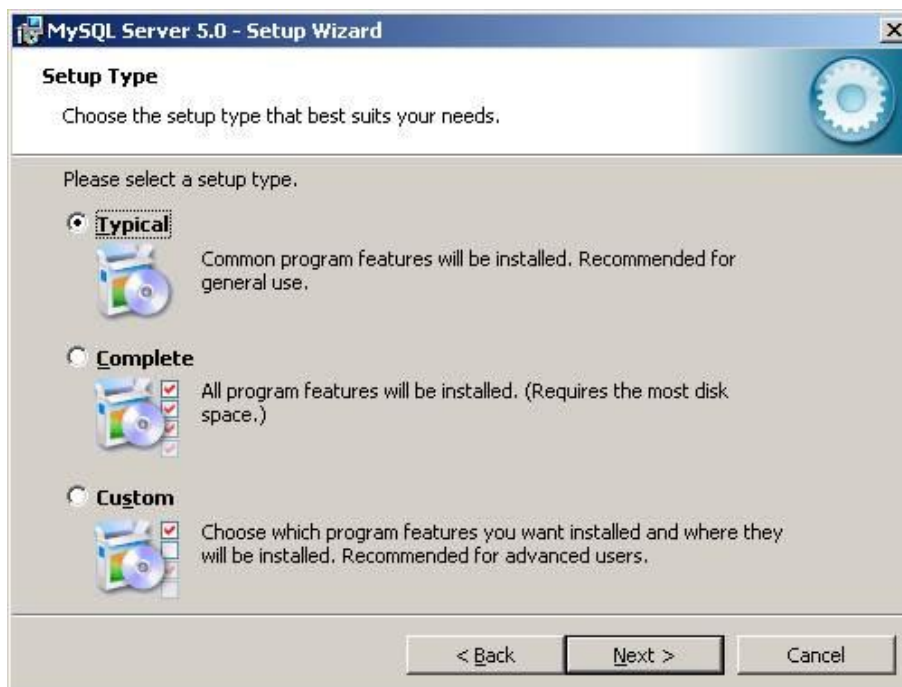 MySQL Server 5.0 - Setup Wizard
Setup Type
Choose the setup type that best suits your needs.
Please select a setup type.
Typical
Common program features will be installed. Recommended for
general use.
Complete
All program features will be installed. (Requires the most disk
space.)
Custom
Choose which program features you want installed and where they
will be installed. Recommended for advanced users.
< Back
Next >
Cancel